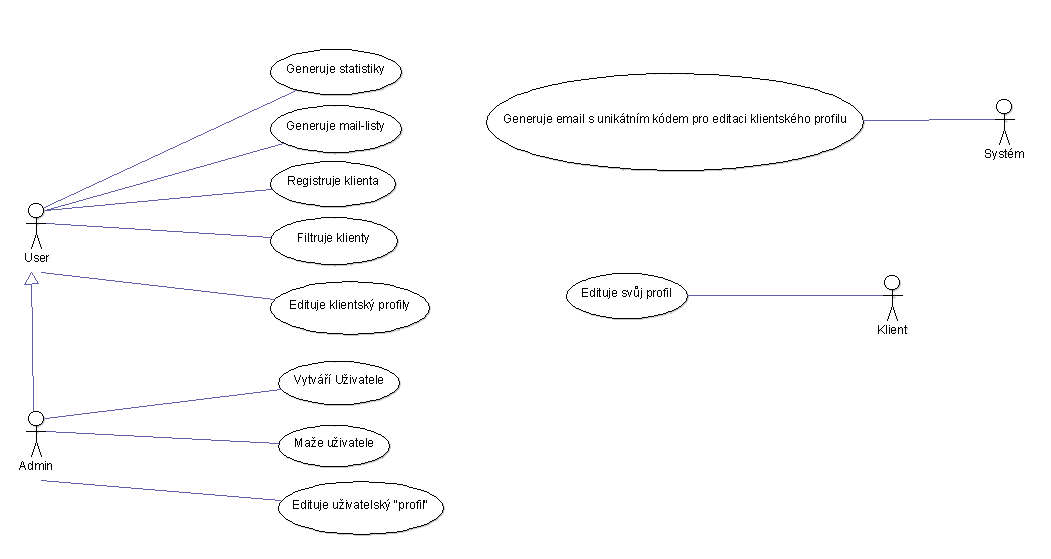 Generuje statistiky
Generuje mail-listy
Registruje klienta
Filtruje klienty
User
Edituje klientský profily
Vytváří Uživatele
Maže uživatele
Admin
Edituje uživatelský "profil"
Generuje email s unikátním kódem pro editaci klientského profilu
Systém
Edituje svůj profil
Klient